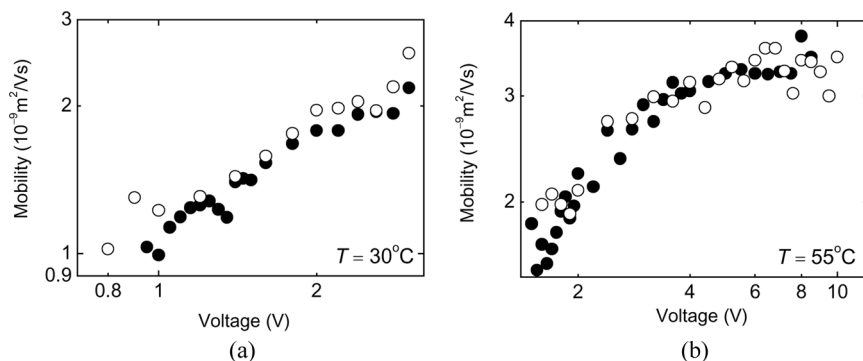 3
2
1
0.9
Mobility (10⁻⁹m²/Vs)
0.8 1 2
Voltage (V)
T = 30°C
(a)
4
3
2
Mobility (10⁻⁹m²/Vs)
2 4 6 8 10
Voltage (V)
T = 55°C
(b)